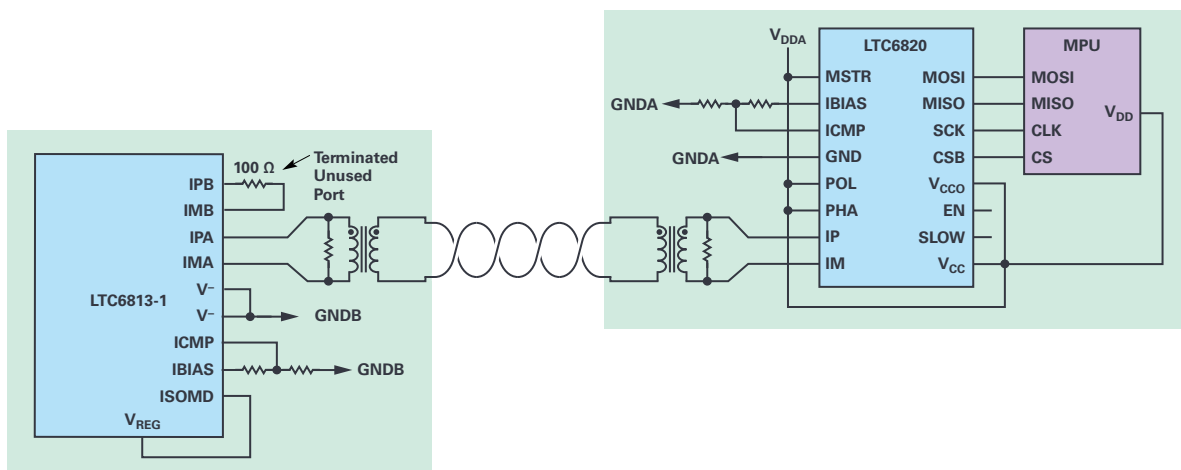 LTC6813-1
IPB
IMB
IPA
IMA
V–
V–
ICMP
IBIAS
ISOMD
VREG
100 Ω
Terminated
Unused
Port
GNDB
GNDB
VDDA
GNDA
GNDA
LTC6820
MSTR
IBIAS
ICMP
GND
POL
PHA
IP
IM
MOSI
MISO
SCK
CSB
VCCO
EN
SLOW
VCC
MPU
MOSI
MISO
CLK
CS
VDD